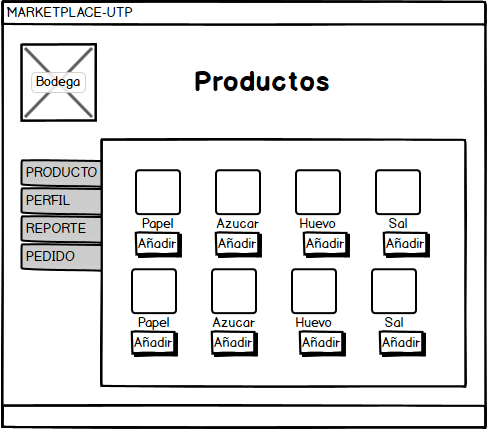 MARKETPLACE-UTP
Bodega
Productos
PRODUCTO
PERFIL
REPORTE
PEDIDO
Papel Azucar Huevo Sal
Añadir Añadir Añadir Añadir
Papel Azucar Huevo Sal
Añadir Añadir Añadir Añadir